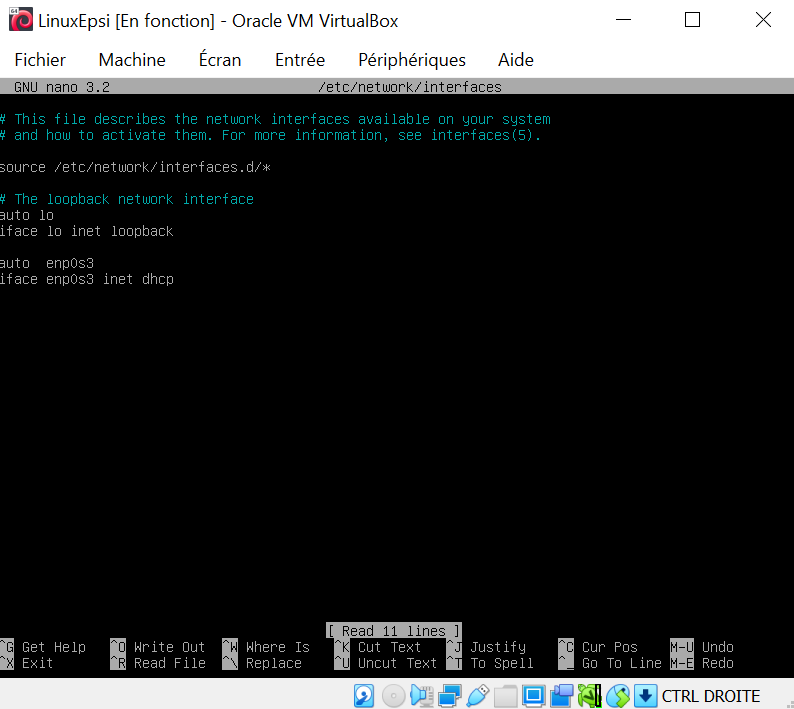 LinuxEpsi [En fonction] - Oracle VM VirtualBox
Fichier Machine Écran Entrée Périphériques Aide
GNU nano 3.2 /etc/network/interfaces
# This file describes the network interfaces available on your system
# and how to activate them. For more information, see interfaces(5).
source /etc/network/interfaces.d/*
# The loopback network interface
auto lo
iface lo inet loopback
auto  enp0s3
iface enp0s3 inet dhcp
[ Read 11 lines ]
^G Get Help ^O Write Out ^W Where Is ^K Cut Text ^J Justify ^C Cur Pos M-U Undo
^X Exit ^R Read File ^\ Replace ^U Uncut Text ^T To Spell ^_ Go To Line M-E Redo
CTRL DROITE